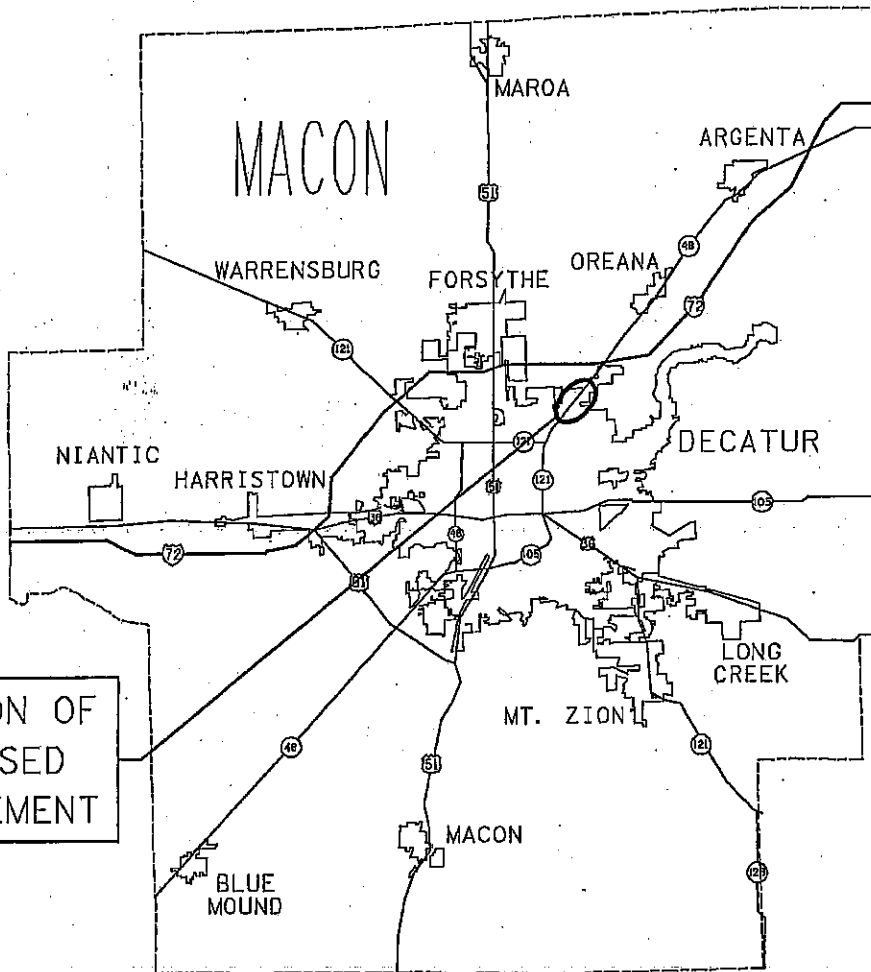 MAROA
MACON
ARGENTA
51
48
WARRENSBURG
FORSYTHE
OREANA
72
121
DECATUR
121
NIANTIC
HARRISTOWN
51
121
105
36
72
48
105
36
51
LONG
CREEK
ON OF
SED
EMENT
MT. ZION
48
51
121
MACON
BLUE
MOUND
128